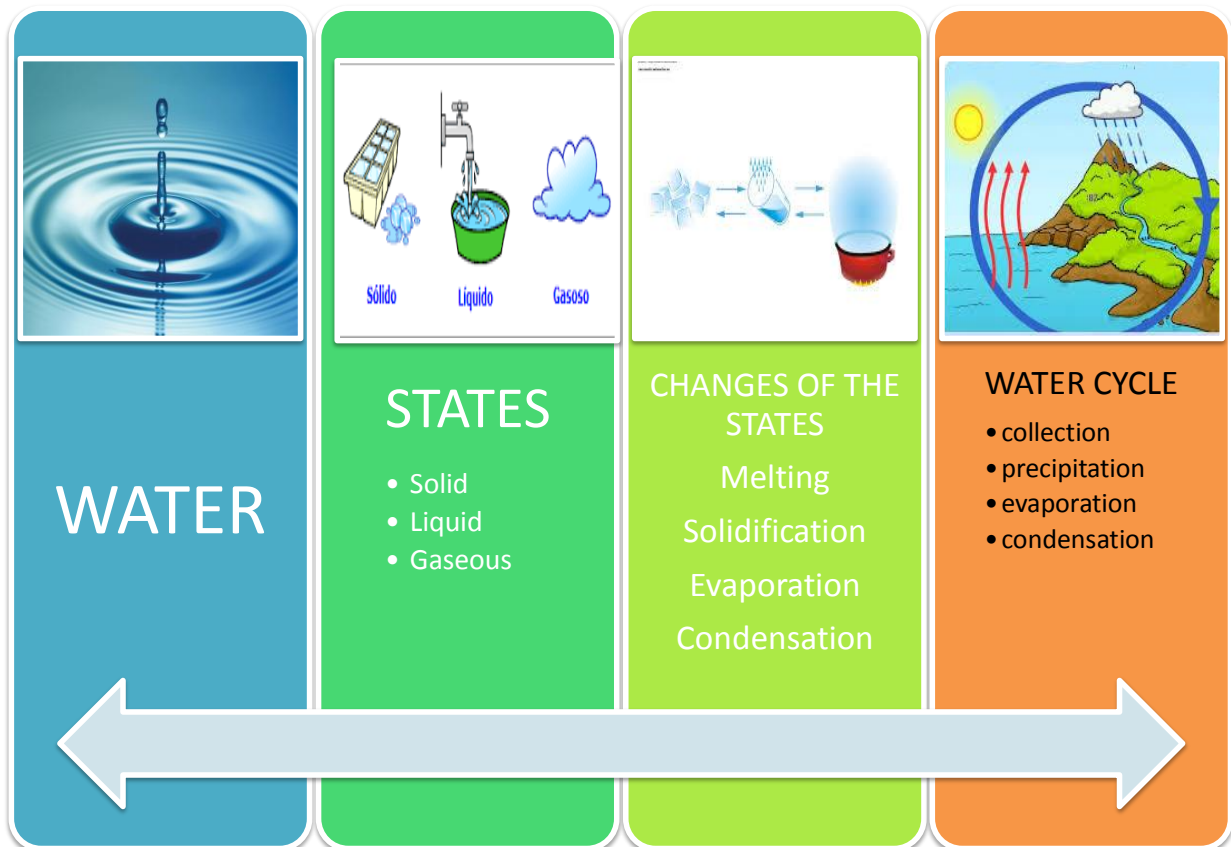 WATER
Sólido Líquido Gasoso
STATES
• Solid
• Liquid
• Gaseous
CHANGES OF THE
STATES
Melting
Solidification
Evaporation
Condensation
WATER CYCLE
• collection
• precipitation
• evaporation
• condensation